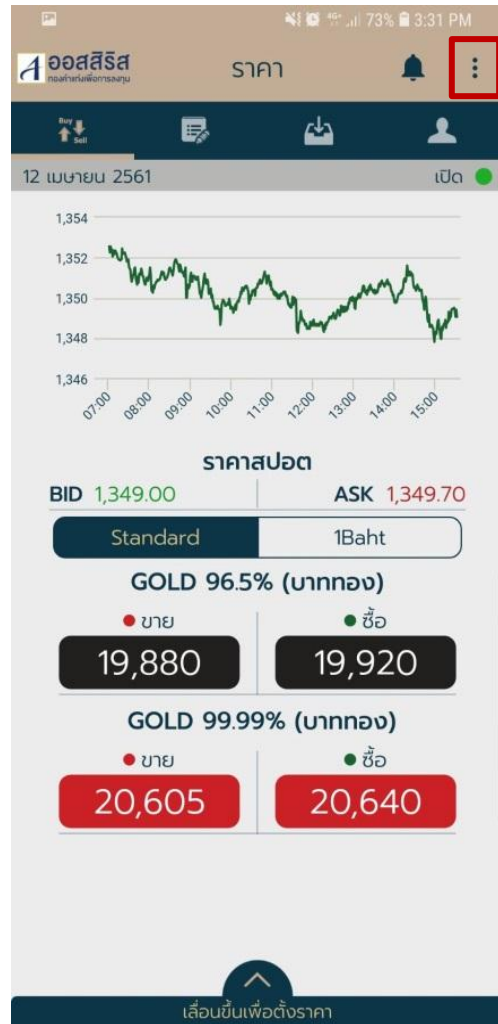 73% 3:31 PM
A ออสสิริส
ทองคำแท่งเพื่อการลงทุน
ราคา
Buy
Sell
12 เมษายน 2561 เปิด
1,354
1,352
1,350
1,348
1,346
07:00 08:00 09:00 10:00 11:00 12:00 13:00 14:00 15:00
ราคาสปอต
BID 1,349.00 ASK 1,349.70
Standard 1Baht
GOLD 96.5% (บาททอง)
ขาย ซื้อ
19,880 19,920
GOLD 99.99% (บาททอง)
ขาย ซื้อ
20,605 20,640
เลื่อนขึ้นเพื่อตั้งราคา